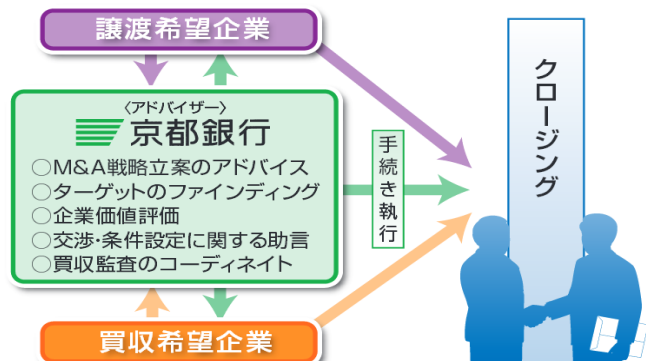 譲渡希望企業
〈アドバイザー〉
京都銀行
○M&A戦略立案のアドバイス
○ターゲットのファインディング
○企業価値評価
○交渉・条件設定に関する助言
○買収監査のコーディネイト
買収希望企業
手続き執行
クロージング